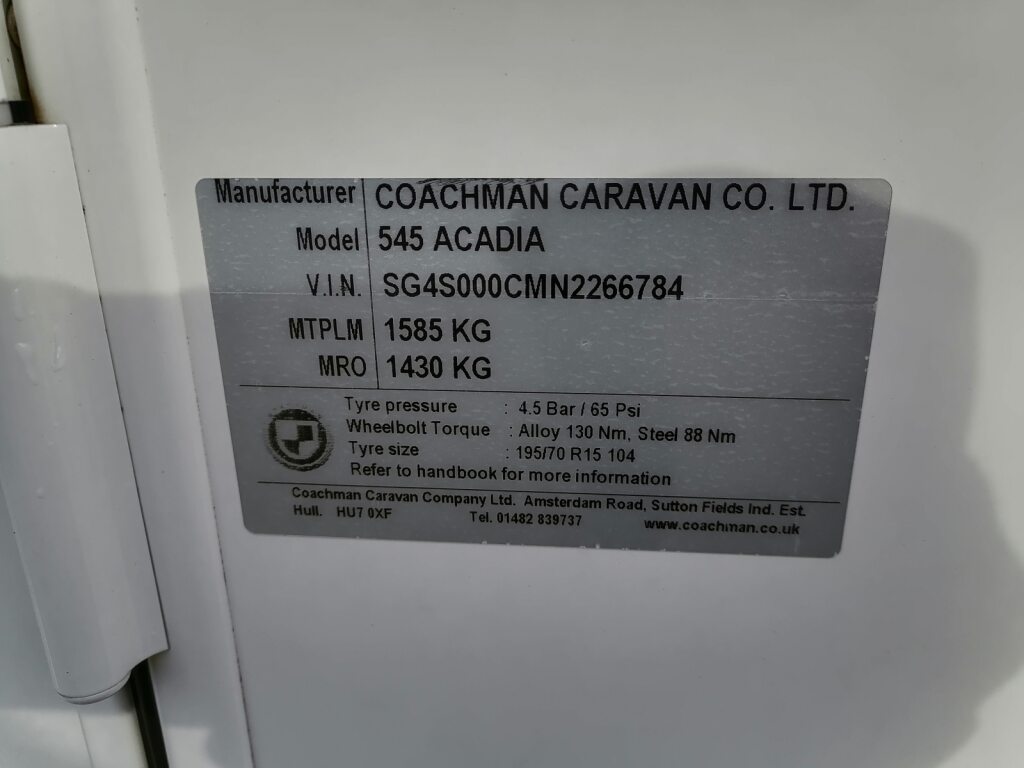 Manufacturer COACHMAN CARAVAN CO. LTD.
Model 545 ACADIA
V.I.N. SG4S000CMN2266784
MTPLM 1585 KG
MRO 1430 KG
Tyre pressure : 4.5 Bar / 65 Psi
Wheelbolt Torque : Alloy 130 Nm, Steel 88 Nm
Tyre size : 195/70 R15 104
Refer to handbook for more information
Coachman Caravan Company Ltd. Amsterdam Road, Sutton Fields Ind. Est.
Hull. HU7 0XF Tel. 01482 839737 www.coachman.co.uk